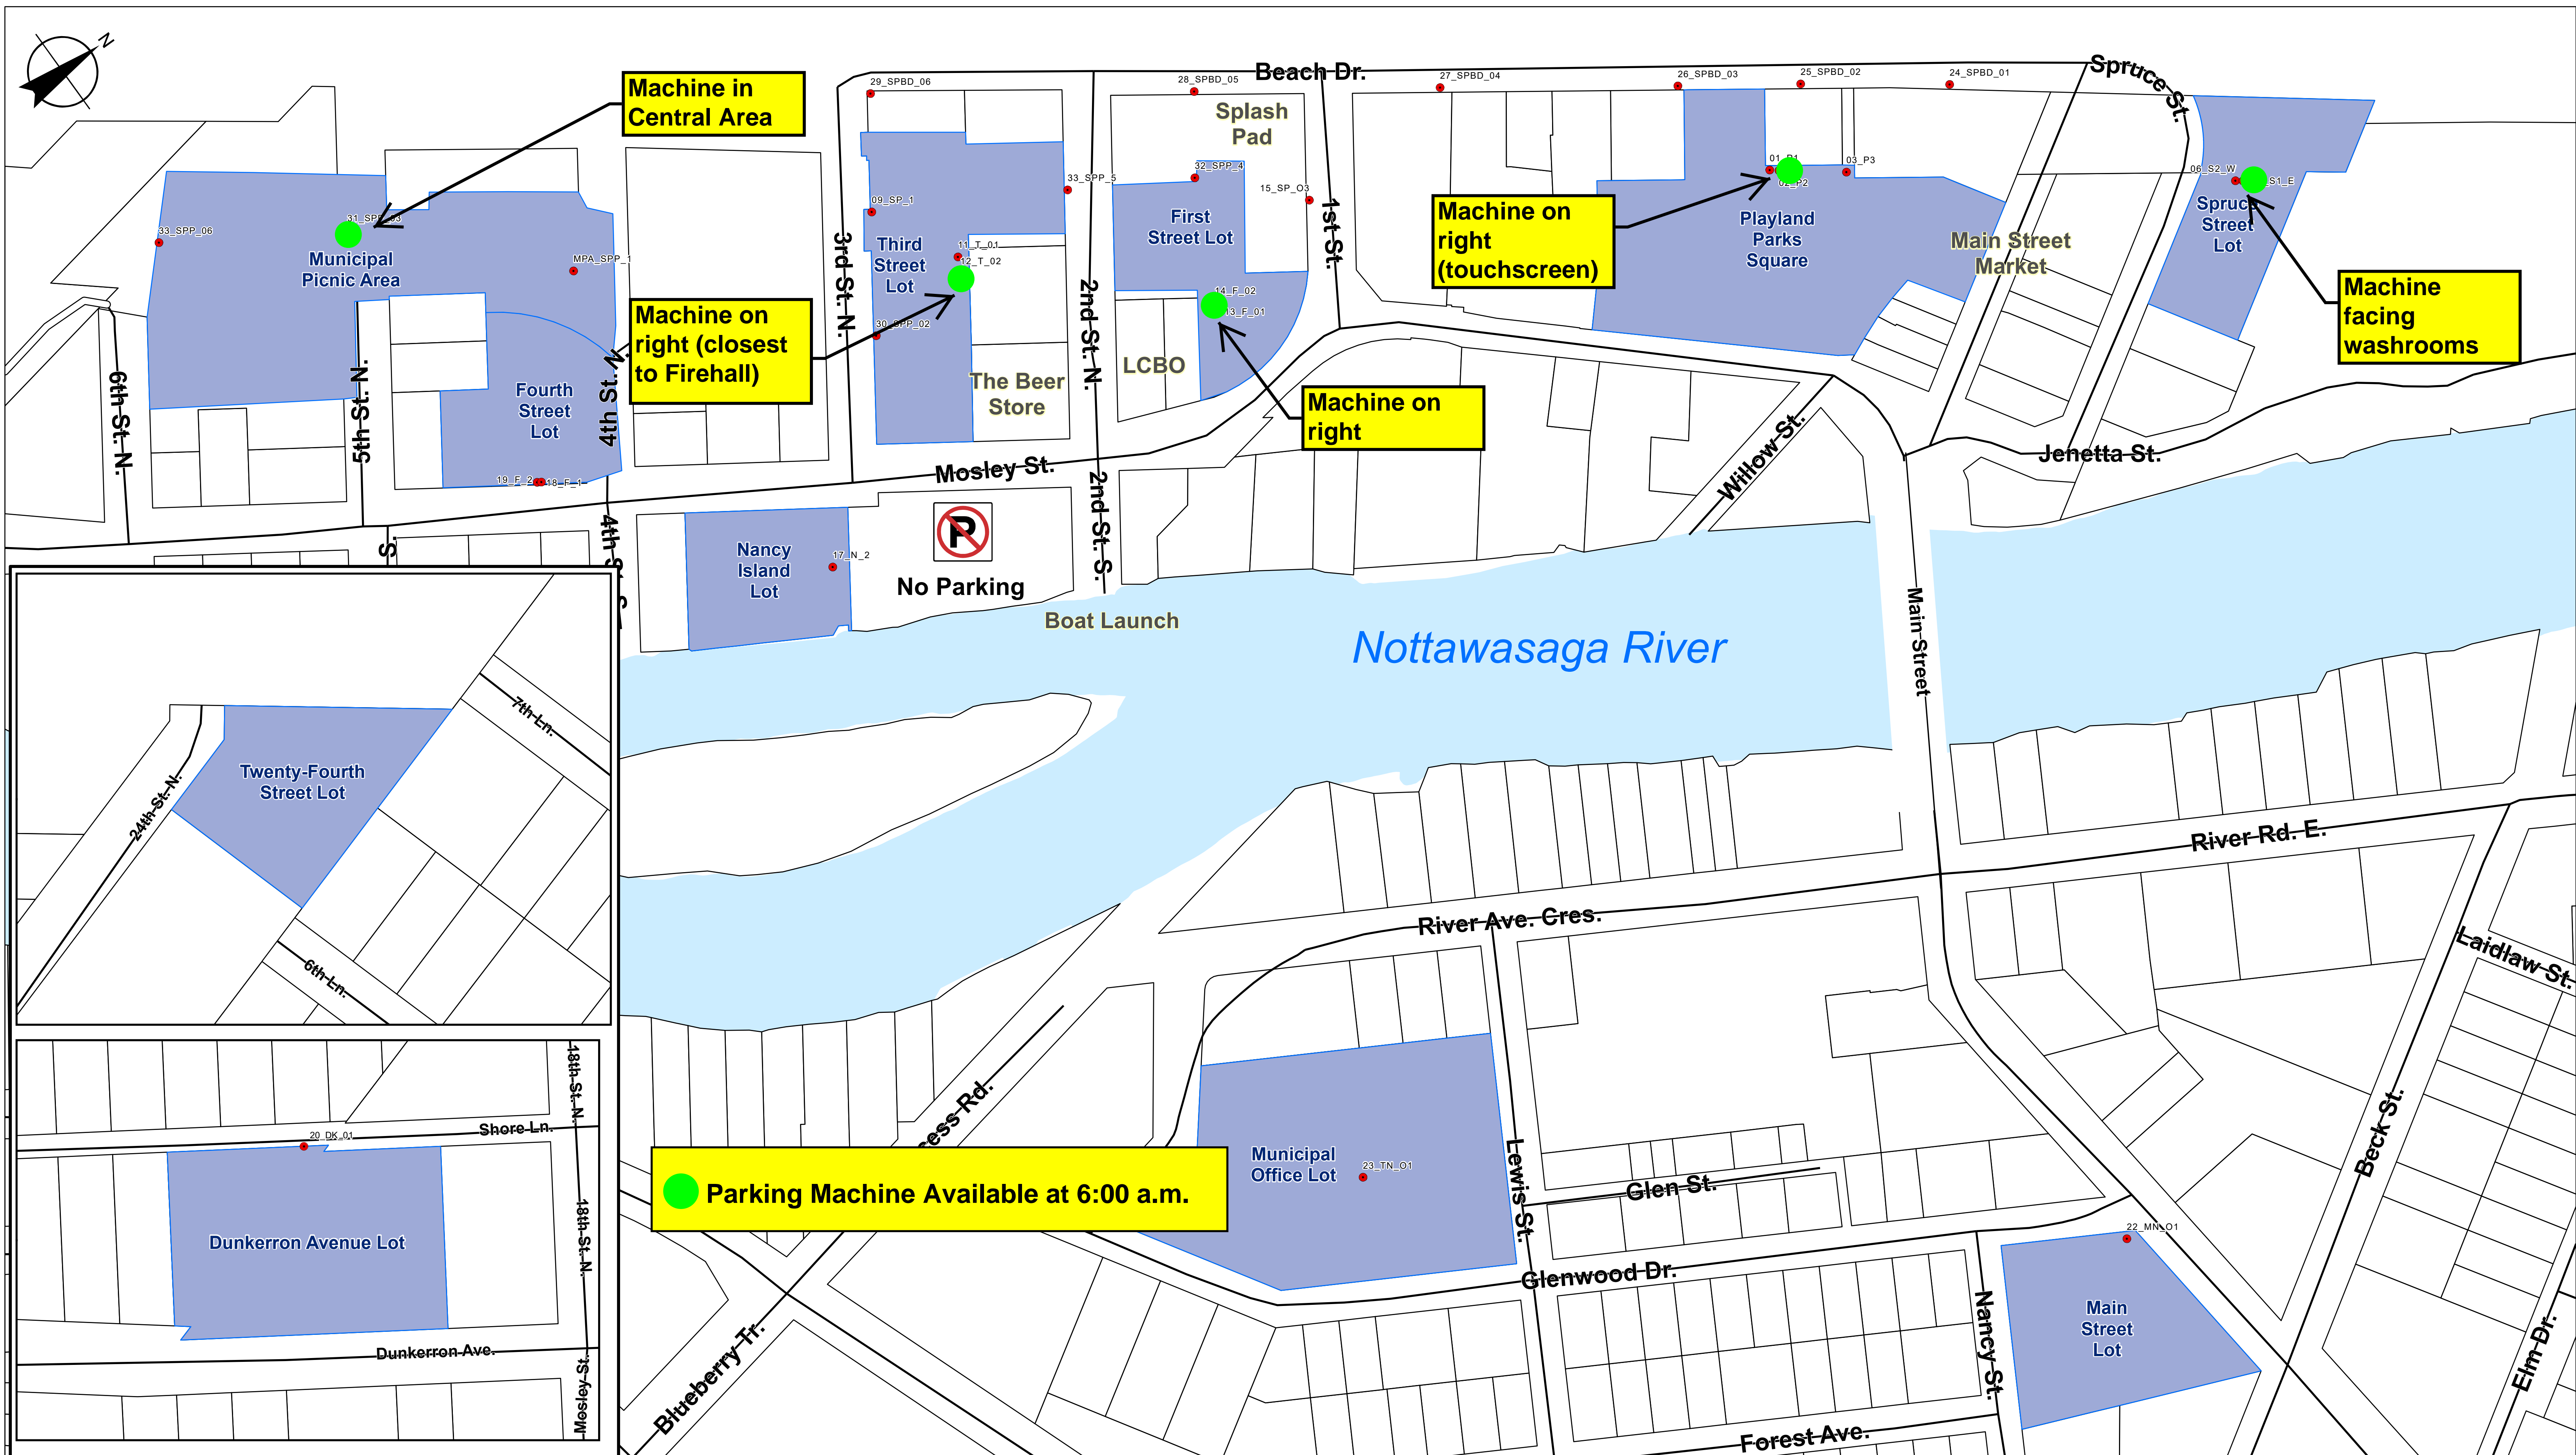 N
Machine in
Central Area
29_SPBD_06
28_SPBD_05
Beach Dr.
27_SPBD_04
26_SPBD_03
25_SPBD_02
24_SPBD_01
Spruce St.
Splash
Pad
33_SPP_06
Municipal
Picnic Area
MPA_SPP_1
09_SP_1
33_SPP_5
32_SPP_4
15_SP_O3
03_P3
06_S2_W
S1_E
Third
Street
Lot
11_T_01
12_T_02
First
Street Lot
1st St.
Machine on
right
(touchscreen)
Playland
Parks
Square
Main Street
Market
Spruce
Street
Lot
Machine
facing
washrooms
3rd St. N.
2nd St. N.
14_F_02
13_F_01
Machine on
right (closest
to Firehall)
The Beer
Store
LCBO
Machine on
right
6th St. N.
5th St. N.
Fourth
Street
Lot
4th St. N.
19_F_2
18_F_1
Mosley St.
2nd St. S.
Willow St.
Jenetta St.
S.
Nancy
Island
Lot
17_N_2
P
No Parking
Boat Launch
Nottawasaga River
Main Street
Twenty-Fourth
Street Lot
24th St. N.
7th Ln.
6th Ln.
River Rd. E.
River Ave. Cres.
Laidlaw St.
Shore Ln.
18th St. N.
20_DK_01
Dunkerron Avenue Lot
18th St. N.
Dunkerron Ave.
Mosley St.
cess Rd.
Parking Machine Available at 6:00 a.m.
Municipal
Office Lot
23_TN_O1
Lewis St.
Glen St.
Glenwood Dr.
Beck St.
22_MN_O1
Main
Street
Lot
Nancy St.
Elm Dr.
Blueberry Tr.
Forest Ave.